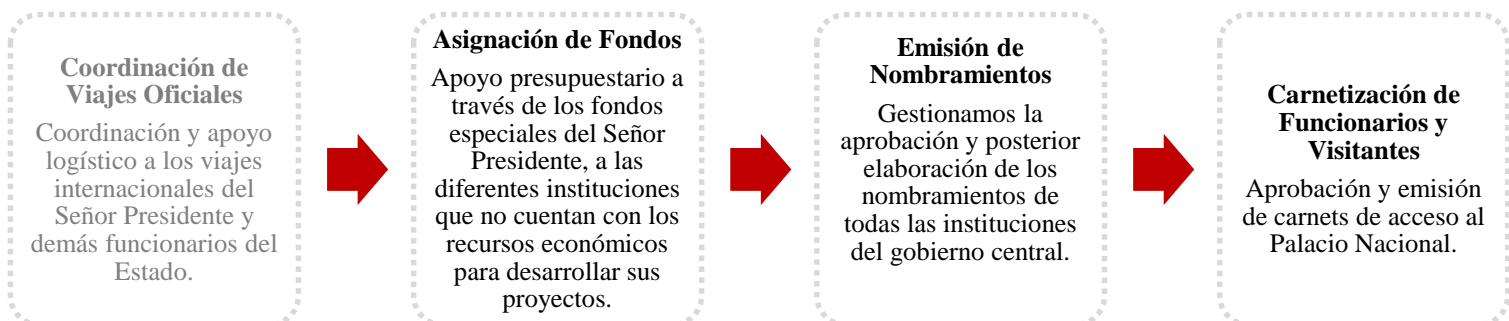 Coordinación de
Viajes Oficiales
Coordinación y apoyo
logístico a los viajes
internacionales del
Señor Presidente y
demás funcionarios del
Estado.
Asignación de Fondos
Apoyo presupuestario a
través de los fondos
especiales del Señor
Presidente, a las
diferentes instituciones
que no cuentan con los
recursos económicos
para desarrollar sus
proyectos.
Emisión de
Nombramientos
Gestionamos la
aprobación y posterior
elaboración de los
nombramientos de
todas las instituciones
del gobierno central.
Carnetización de
Funcionarios y
Visitantes
Aprobación y emisión
de carnets de acceso al
Palacio Nacional.